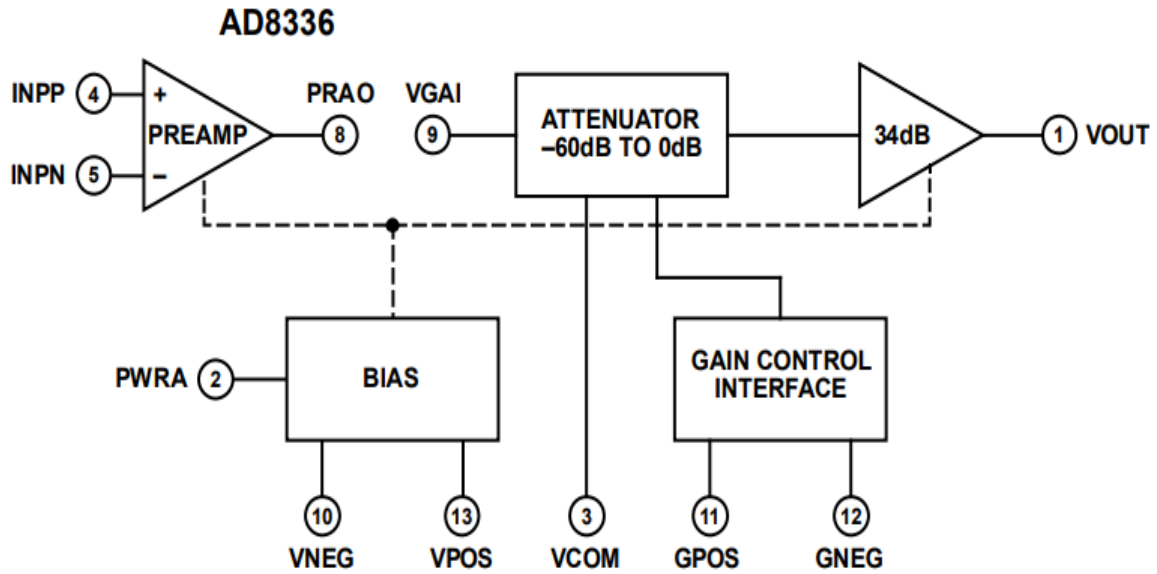 AD8336
INPP 4 +
PREAMP
INPN 5 –
PRAO
8
VGAI
9
ATTENUATOR
–60dB TO 0dB
34dB
1 VOUT
PWRA 2
BIAS
GAIN CONTROL
INTERFACE
10
VNEG
13
VPOS
3
VCOM
11
GPOS
12
GNEG